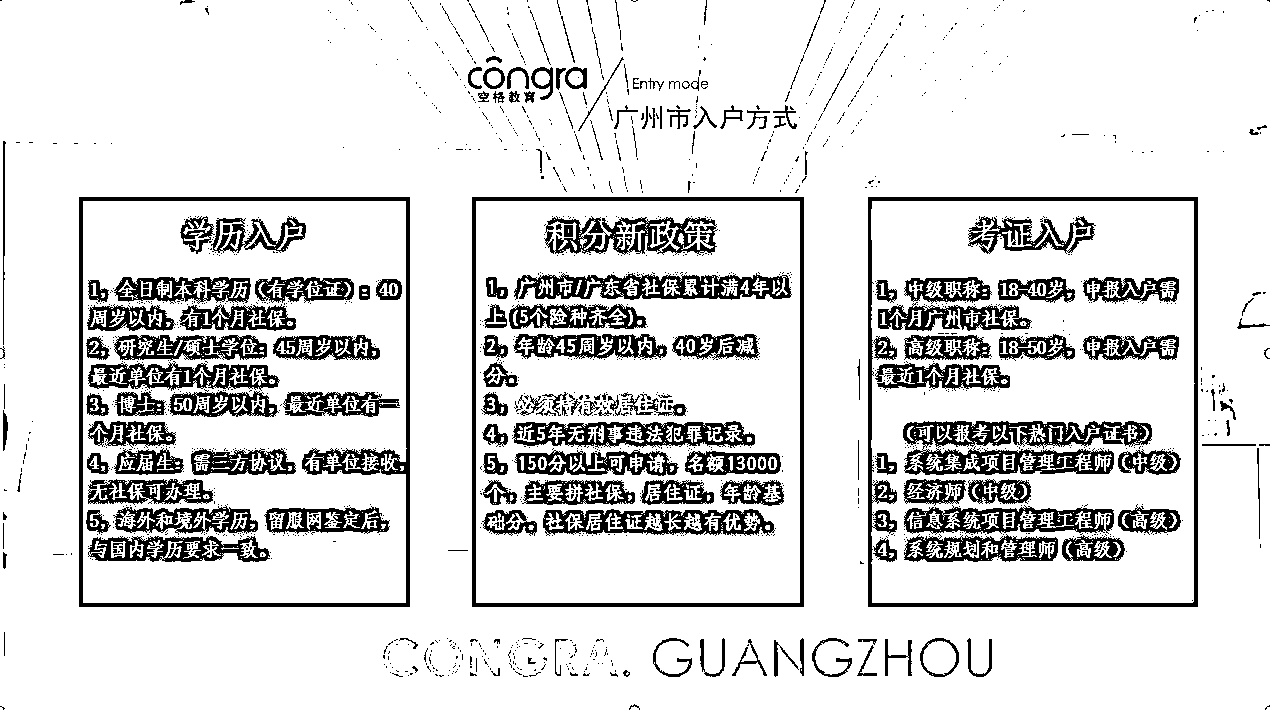 côngra
空格教育
Entry mode
广州市入户方式
学历入户
1，全日制本科学历（有学位证）：40
周岁以内，有1个月社保。
2，研究生/硕士学位：45周岁以内，
最近单位有1个月社保。
3，博士：50周岁以内，最近单位有一
个月社保。
4，应届生：需三方协议，有单位接收，
无社保可办理。
5，海外和境外学历，留服网鉴定后，
与国内学历要求一致。
积分新政策
1，广州市/广东省社保累计满4年以
上(5个险种齐全)。
2，年龄45周岁以内，40岁后减
分。
3，必须持有效居住证。
4，近5年无刑事违法犯罪记录。
5，150分以上可申请，名额13000
个，主要拼社保，居住证，年龄基
础分，社保居住证越长越有优势。
考证入户
1，中级职称：18-40岁，申报入户需
1个月广州市社保。
2，高级职称：18-50岁，申报入户需
最近1个月社保。
（可以报考以下热门入户证书）
1，系统集成项目管理工程师（中级）
2，经济师（中级）
3，信息系统项目管理工程师（高级）
4，系统规划和管理师（高级）
CONGRA. GUANGZHOU